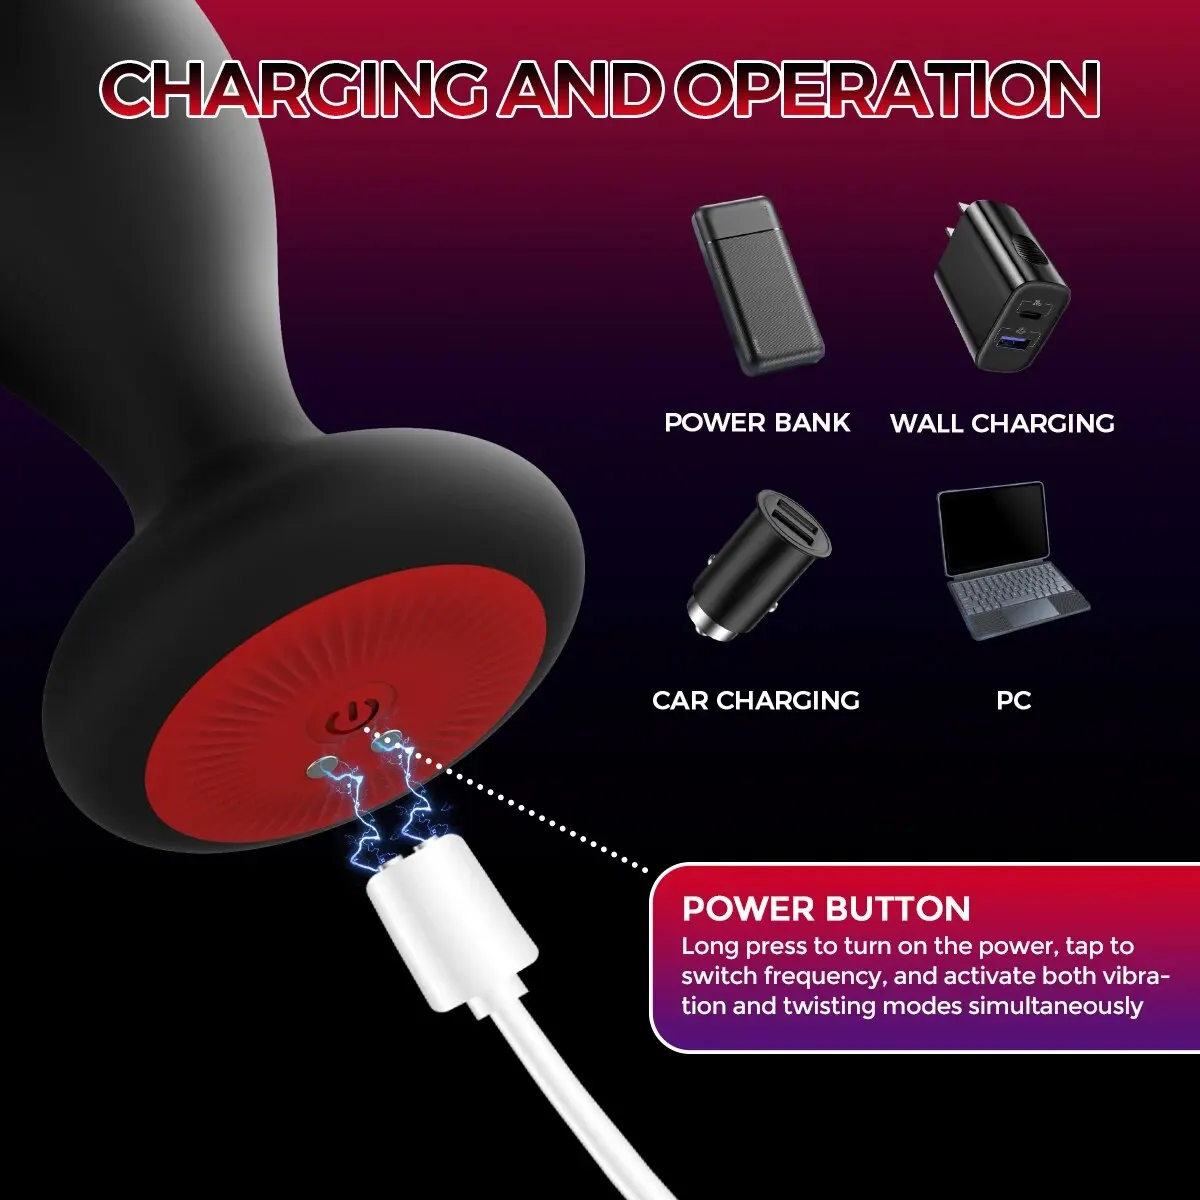 CHARGING AND OPERATION
POWER BANK
WALL CHARGING
CAR CHARGING
PC
POWER BUTTON
Long press to turn on the power, tap to
switch frequency, and activate both vibra-
tion and twisting modes simultaneously